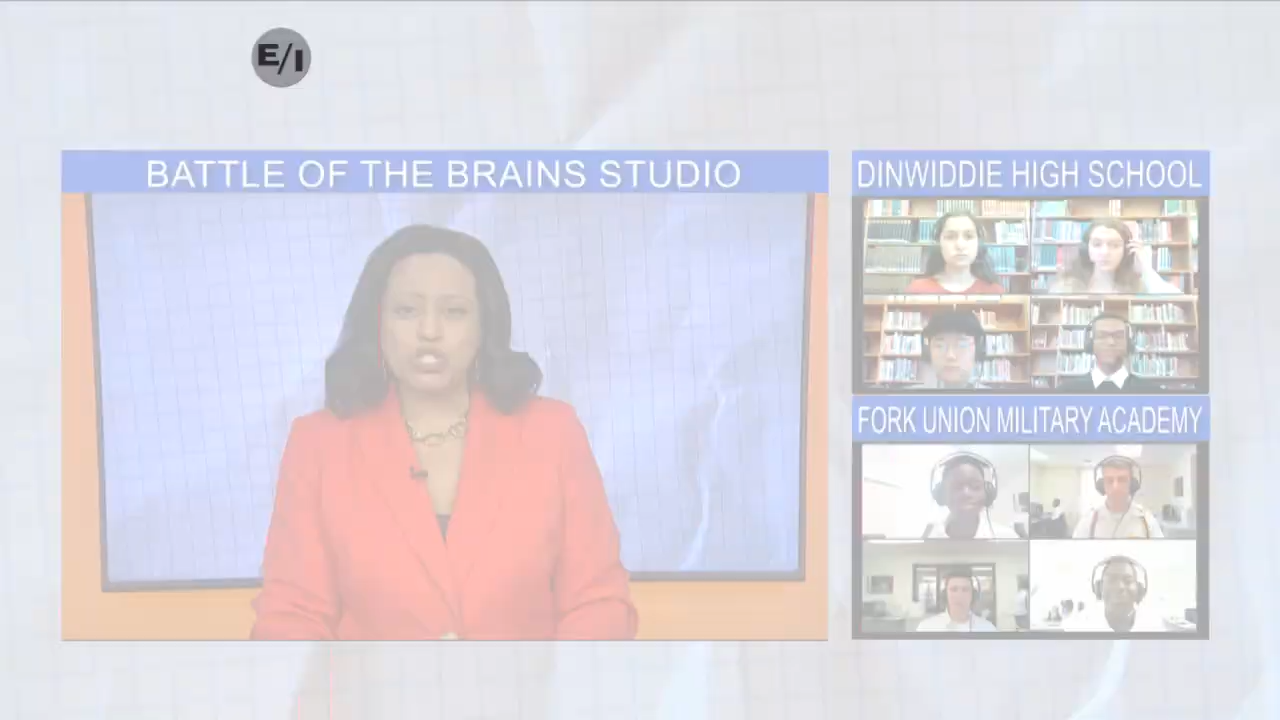 E/I
BATTLE OF THE BRAINS STUDIO
DINWIDDIE HIGH SCHOOL
FORK UNION MILITARY ACADEMY